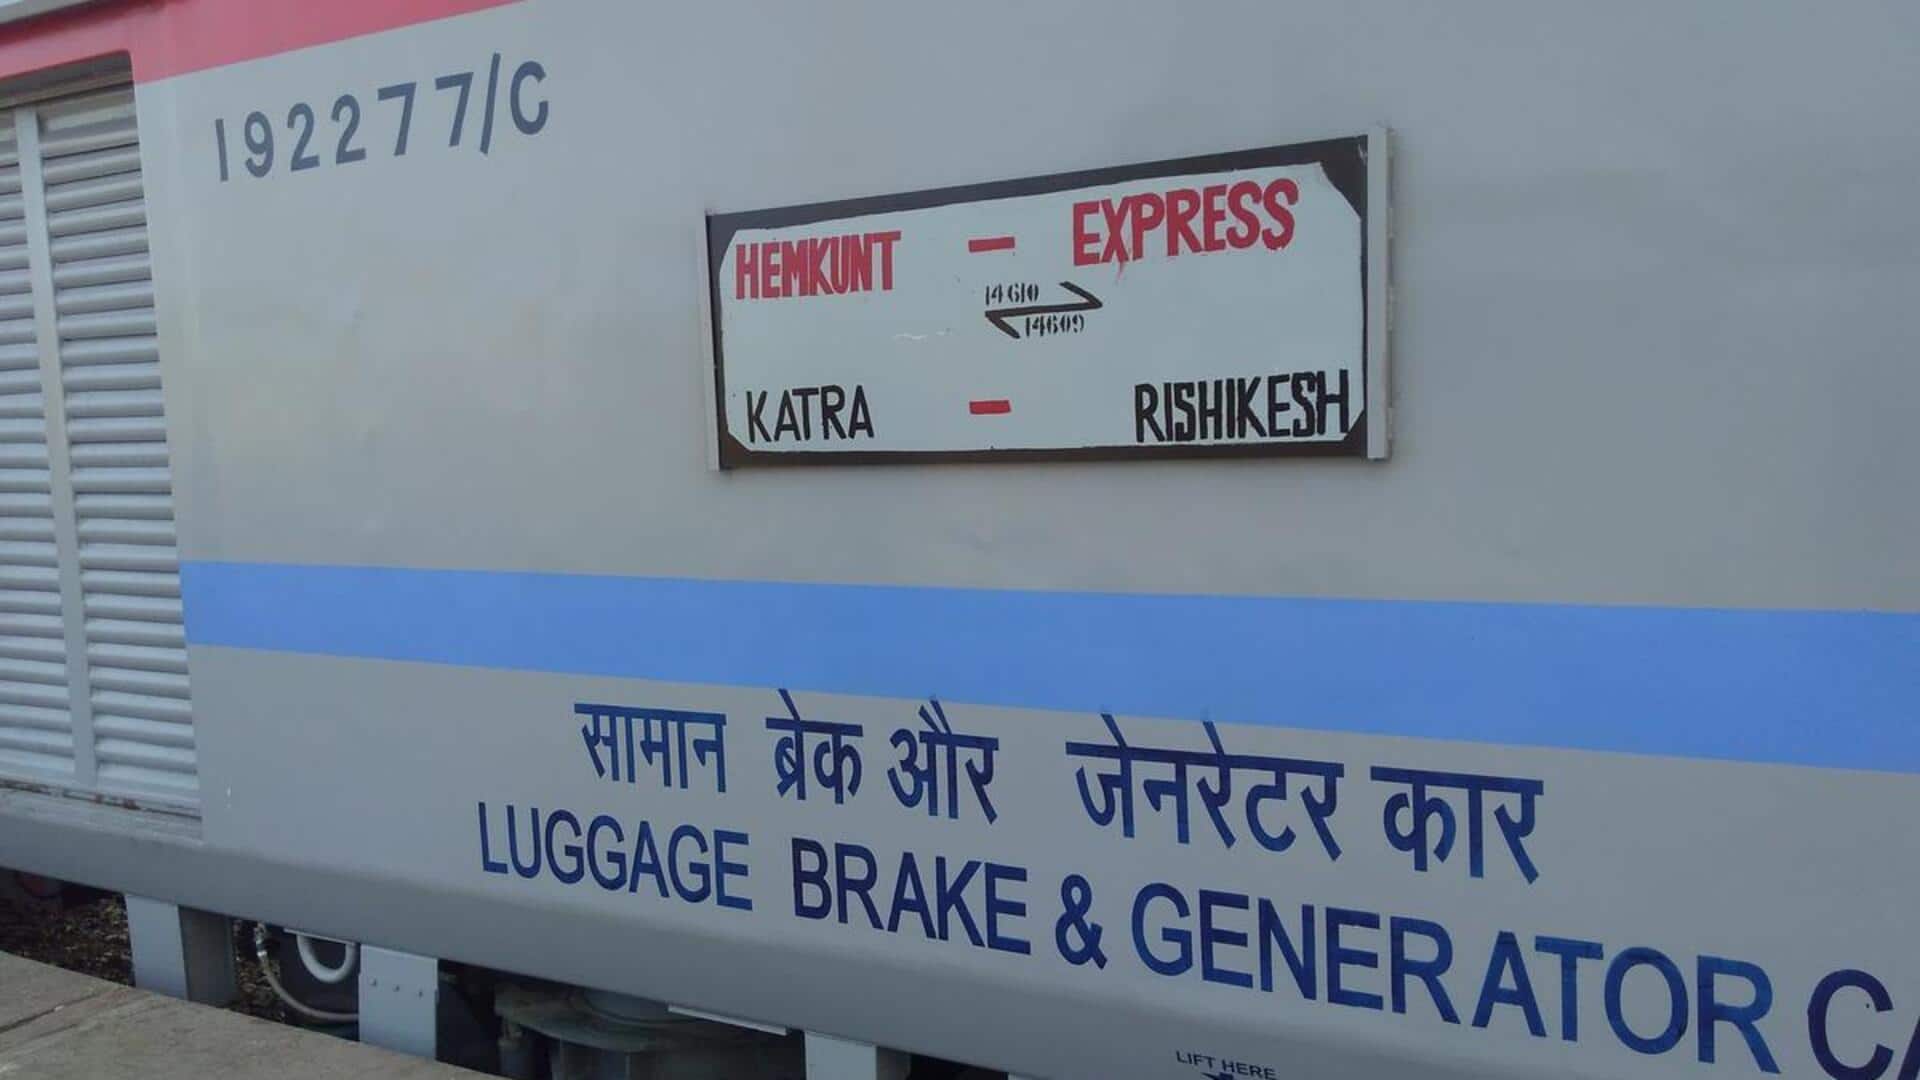 192277/C
HEMKUNT - EXPRESS
14610
14609
KATRA - RISHIKESH
सामान ब्रेक और जेनरेटर कार
LUGGAGE BRAKE & GENERATOR CA
LIFT HERE